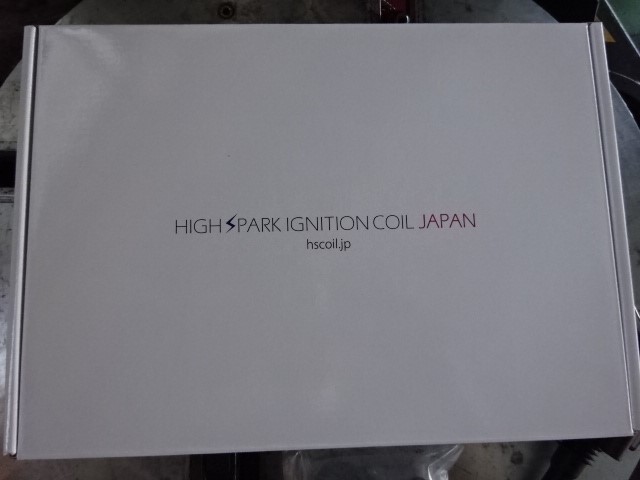 HIGH SPARK IGNITION COIL JAPAN
hscoil.jp